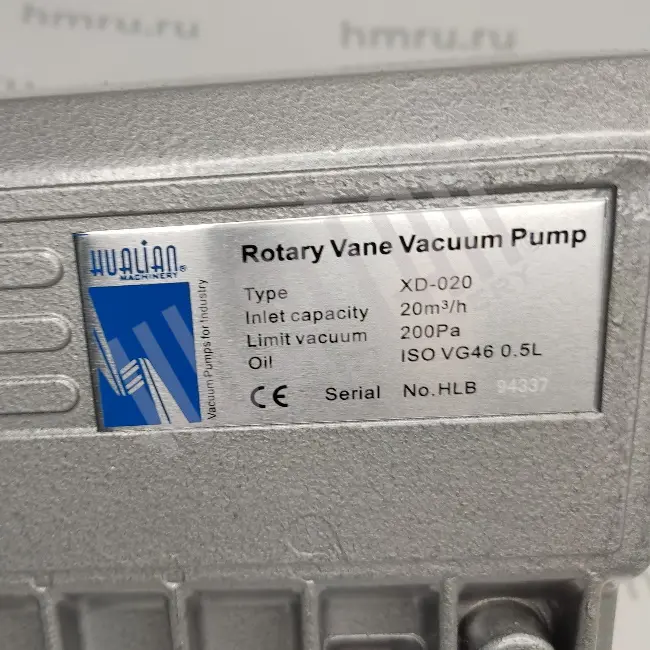 hmru.ru
hmru.ru
HUALIAN®
MACHINERY
Vacuum Pumps for Industry
Rotary Vane Vacuum Pump
Type XD-020
Inlet capacity 20m³/h
Limit vacuum 200Pa
Oil ISO VG46 0.5L
CE Serial No.HLB 94337